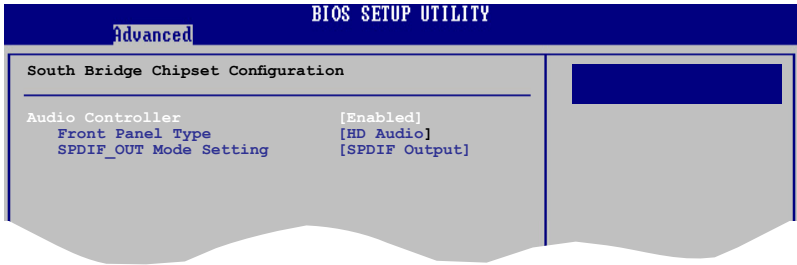 BIOS SETUP UTILITY
Advanced
South Bridge Chipset Configuration
Audio Controller [Enabled]
Front Panel Type [HD Audio]
SPDIF_OUT Mode Setting [SPDIF Output]